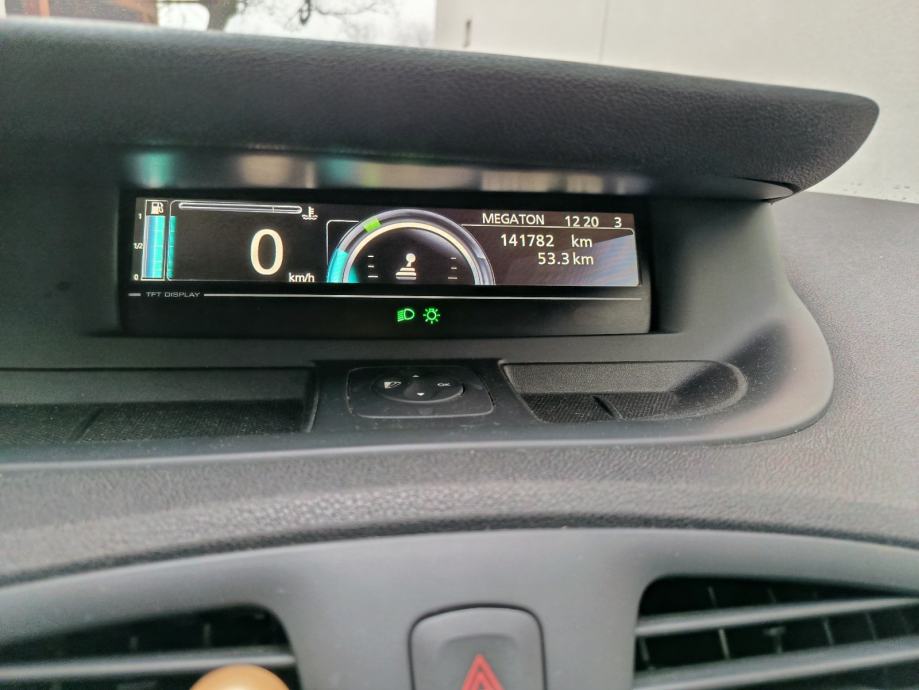 MEGATON 12 20 3
1
1/2
0
0
km/h
141782 km
53.3 km
TFT DISPLAY
OK